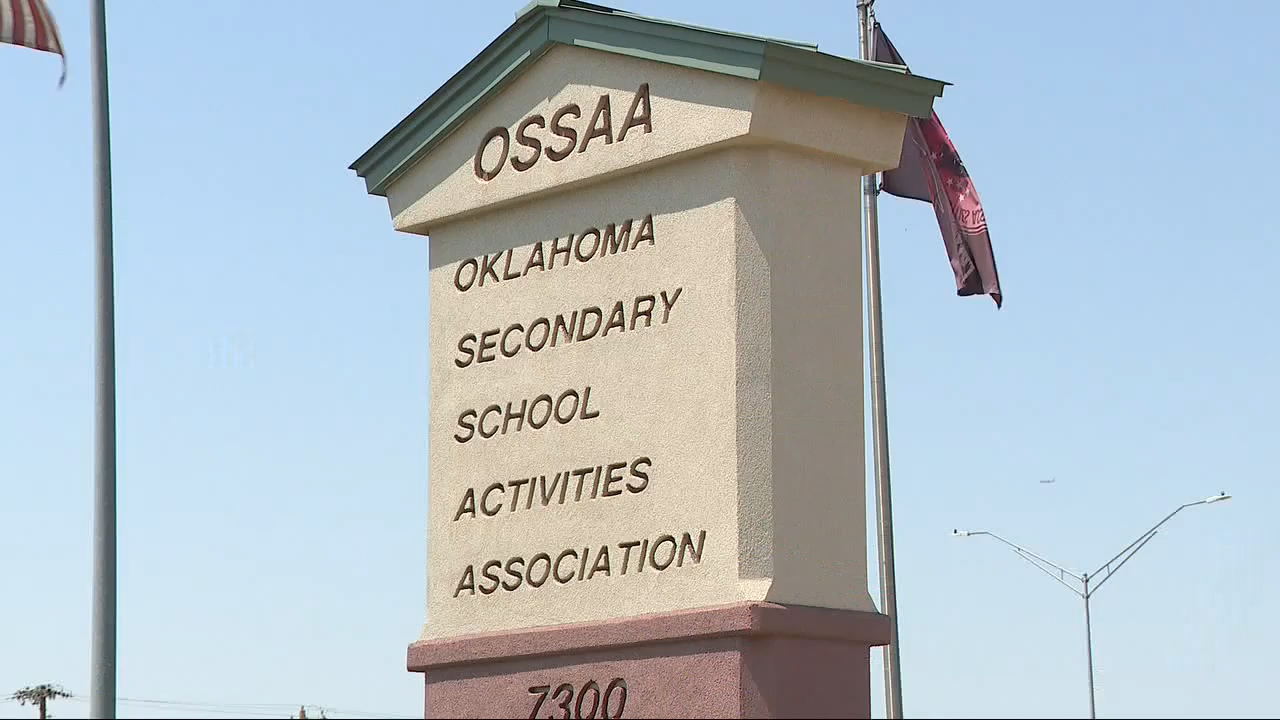 OSSAA
OKLAHOMA
SECONDARY
SCHOOL
ACTIVITIES
ASSOCIATION
7300